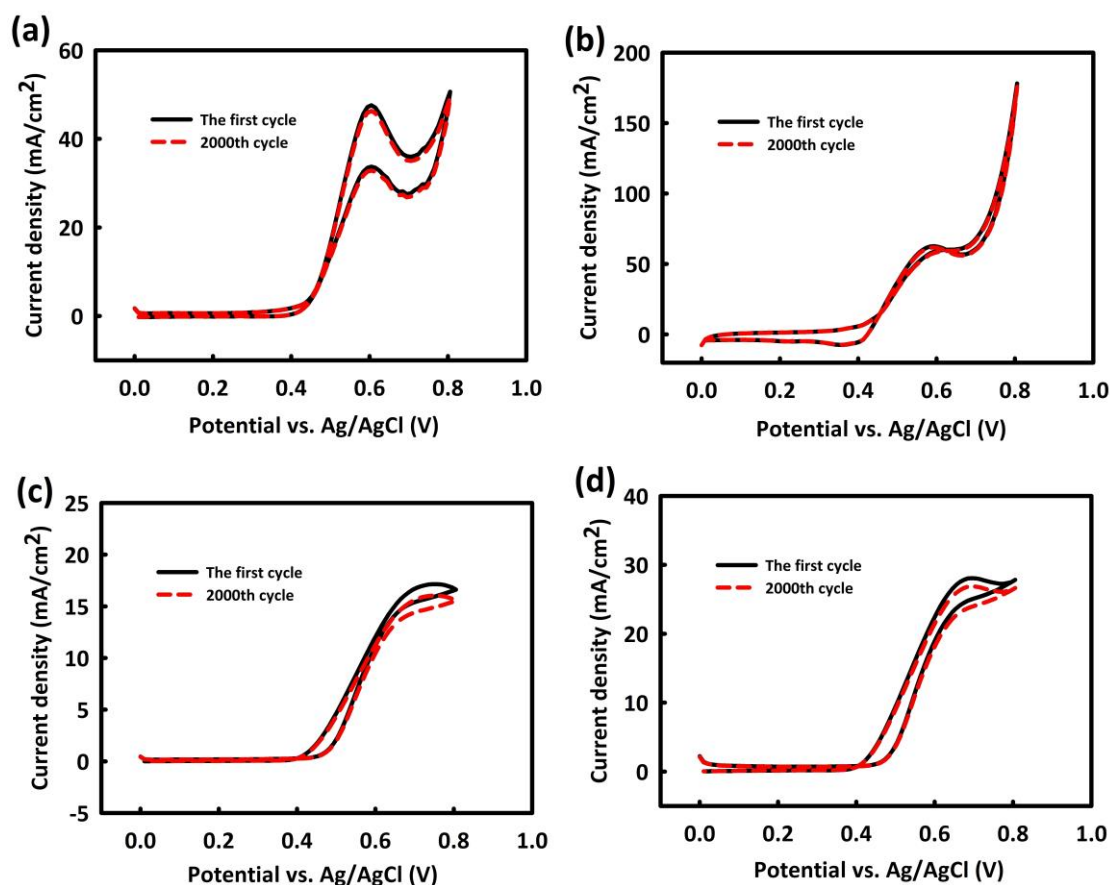 (a)
60
40
20
0
Current density (mA/cm2)
The first cycle
2000th cycle
0.0 0.2 0.4 0.6 0.8 1.0
Potential vs. Ag/AgCl (V)
(b)
200
150
100
50
0
Current density (mA/cm2)
The first cycle
2000th cycle
0.0 0.2 0.4 0.6 0.8 1.0
Potential vs. Ag/AgCl (V)
(c)
25
20
15
10
5
0
-5
Current density (mA/cm2)
The first cycle
2000th cycle
0.0 0.2 0.4 0.6 0.8 1.0
Potential vs. Ag/AgCl (V)
(d)
40
30
20
10
0
Current density (mA/cm2)
The first cycle
2000th cycle
0.0 0.2 0.4 0.6 0.8 1.0
Potential vs. Ag/AgCl (V)